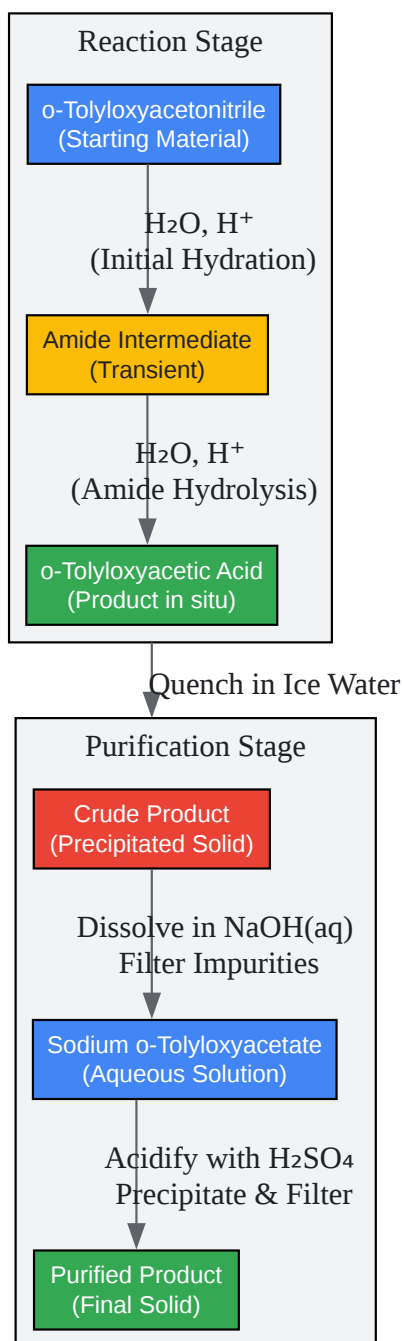 Reaction Stage
o-Tolyloxyacetonitrile
(Starting Material)
H₂O, H⁺
(Initial Hydration)
Amide Intermediate
(Transient)
H₂O, H⁺
(Amide Hydrolysis)
o-Tolyloxyacetic Acid
(Product in situ)
Quench in Ice Water
Purification Stage
Crude Product
(Precipitated Solid)
Dissolve in NaOH(aq)
Filter Impurities
Sodium o-Tolyloxyacetate
(Aqueous Solution)
Acidify with H₂SO₄
Precipitate & Filter
Purified Product
(Final Solid)